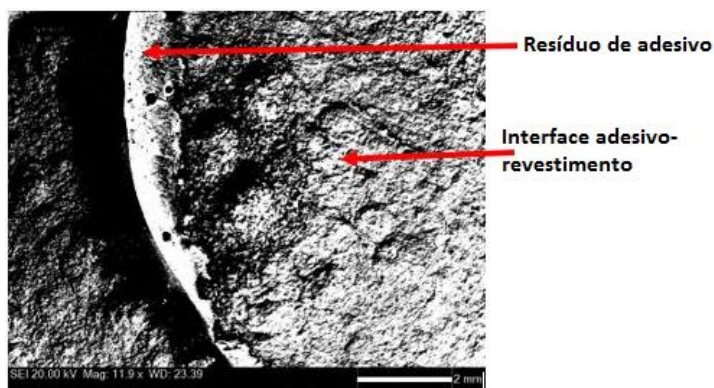 Resíduo de adesivo
Interface adesivo-
revestimento
SEI 20.00 kV Mag: 11.9 x WD: 23.39
2 mm